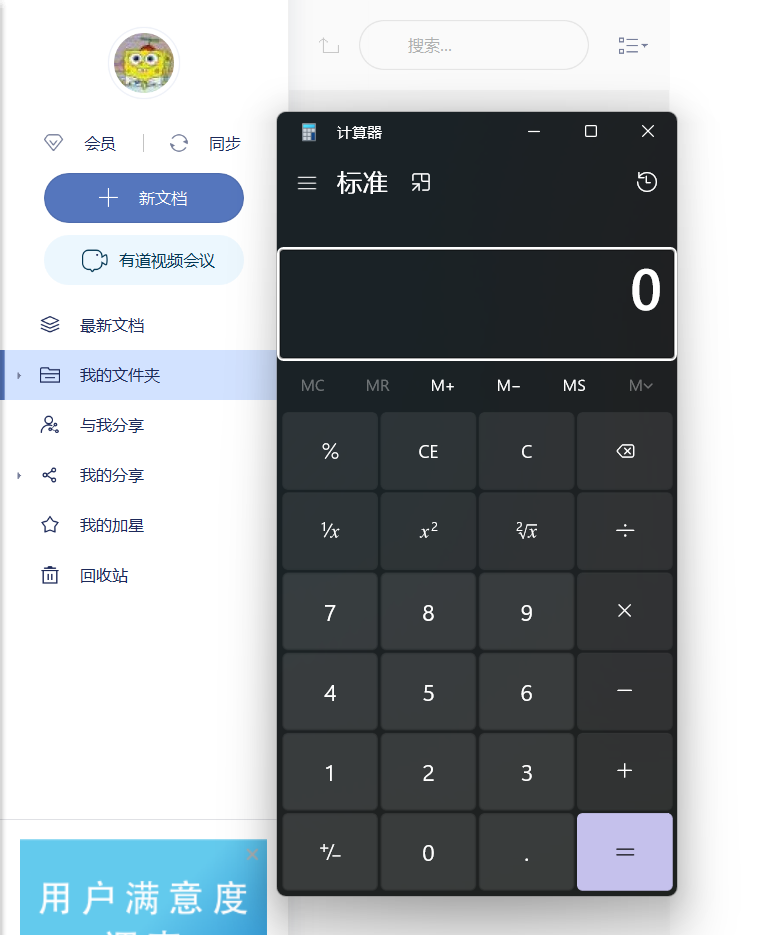 搜索...
会员
同步
新文档
有道视频会议
最新文档
我的文件夹
与我分享
我的分享
我的加星
回收站
用户满意度
计算器
标准
0
MC MR M+ M− MS M
% CE C
¹/x x² ²√x ÷
7 8 9 ×
4 5 6 −
1 2 3 +
+/− 0 . =